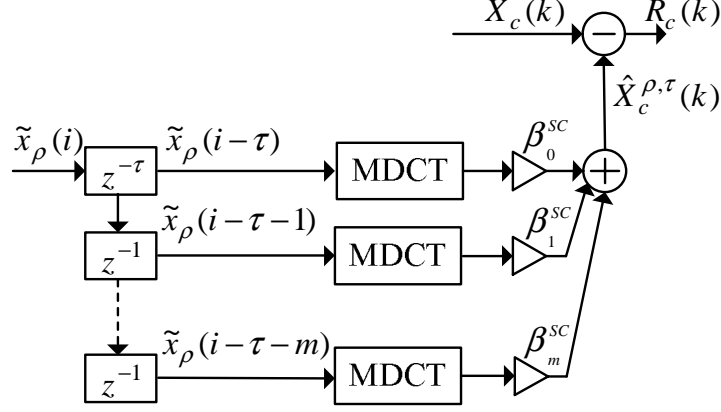 X_c(k) − R_c(k)
X̂_c^{ρ,τ}(k)
x̃_ρ(i) z^{−τ} x̃_ρ(i−τ) MDCT β_0^{SC} +
z^{−1} x̃_ρ(i−τ−1) MDCT β_1^{SC}
z^{−1} x̃_ρ(i−τ−m) MDCT β_m^{SC}